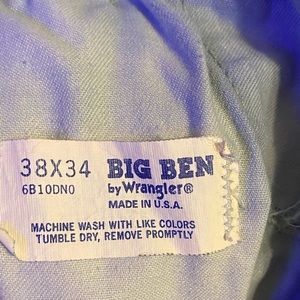 38X34 BIG BEN
6B10DN0 by Wrangler®
MADE IN U.S.A.
MACHINE WASH WITH LIKE COLORS
TUMBLE DRY, REMOVE PROMPTLY